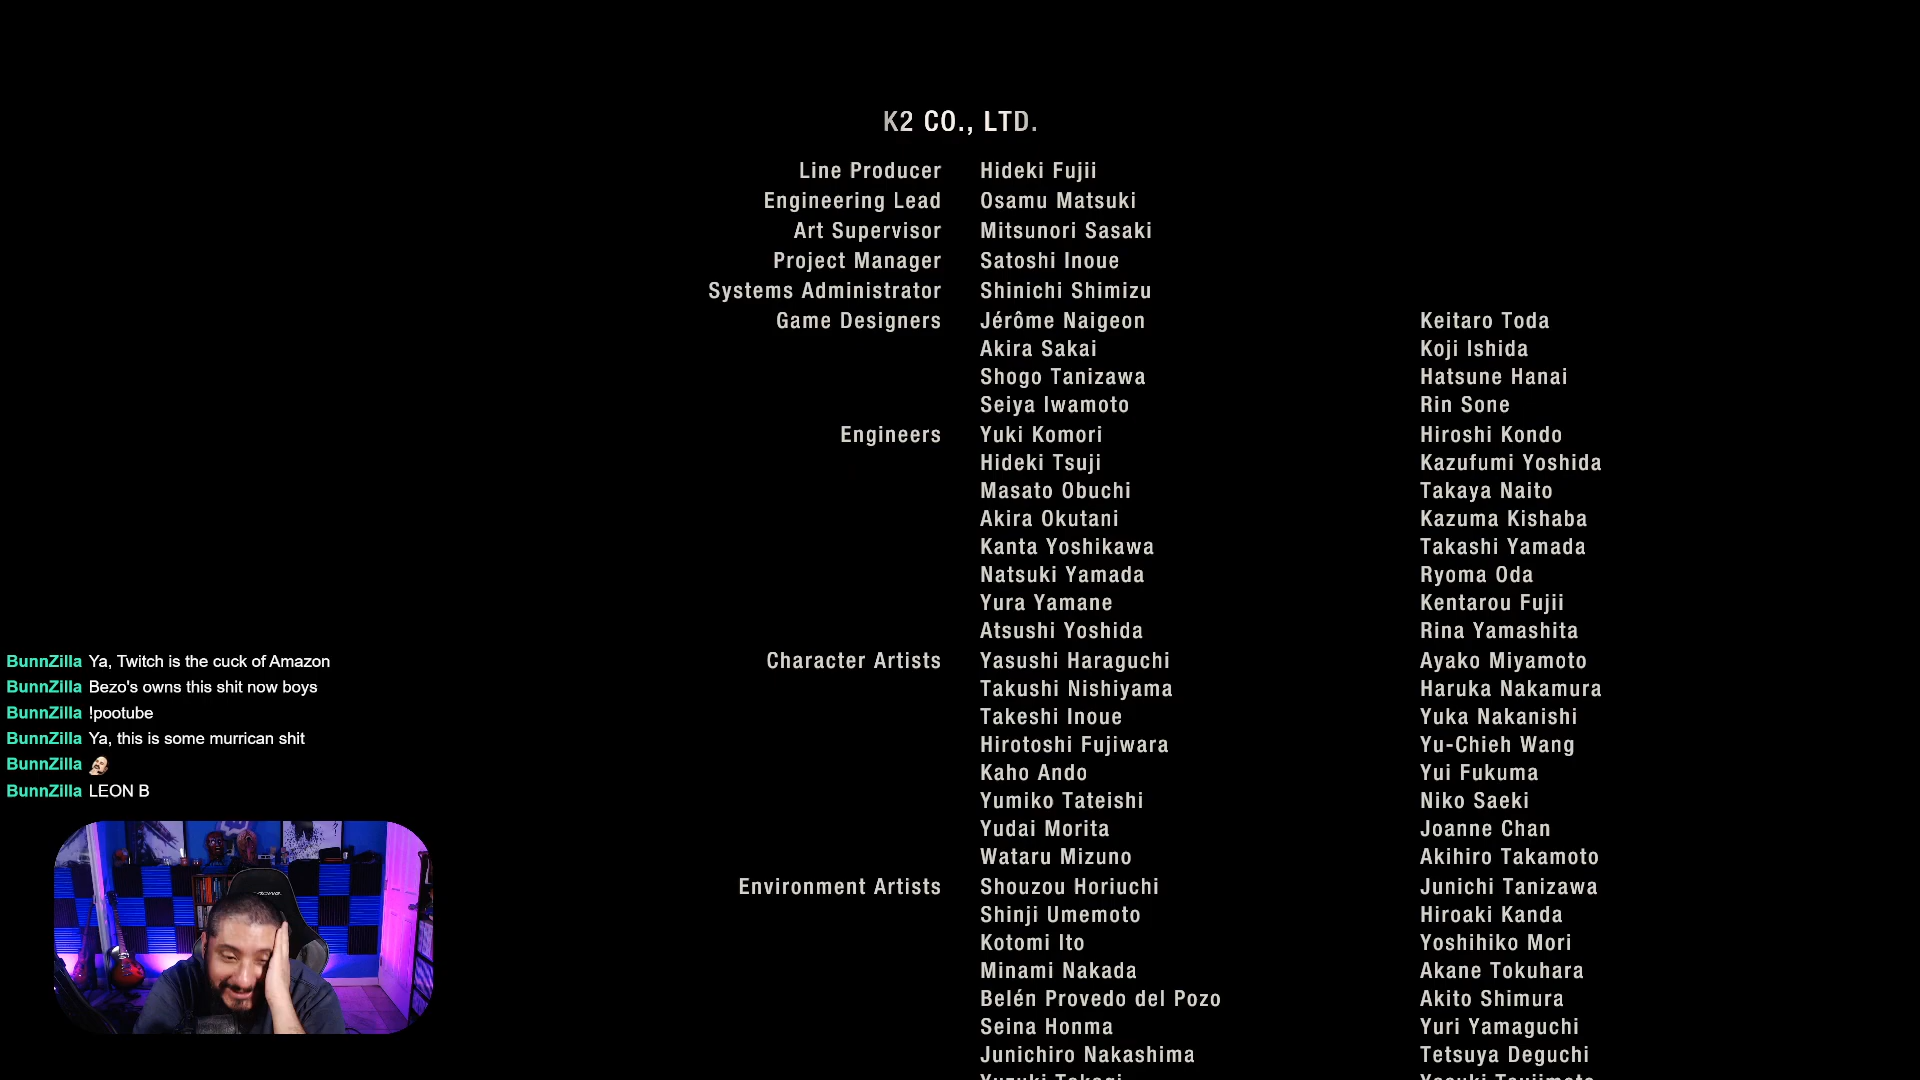 K2 CO., LTD.
Line Producer Hideki Fujii
Engineering Lead Osamu Matsuki
Art Supervisor Mitsunori Sasaki
Project Manager Satoshi Inoue
Systems Administrator Shinichi Shimizu
Game Designers Jérôme Naigeon Keitaro Toda
Akira Sakai Koji Ishida
Shogo Tanizawa Hatsune Hanai
Seiya Iwamoto Rin Sone
Engineers Yuki Komori Hiroshi Kondo
Hideki Tsuji Kazufumi Yoshida
Masato Obuchi Takaya Naito
Akira Okutani Kazuma Kishaba
Kanta Yoshikawa Takashi Yamada
Natsuki Yamada Ryoma Oda
Yura Yamane Kentarou Fujii
Atsushi Yoshida Rina Yamashita
Character Artists Yasushi Haraguchi Ayako Miyamoto
Takushi Nishiyama Haruka Nakamura
Takeshi Inoue Yuka Nakanishi
Hirotoshi Fujiwara Yu-Chieh Wang
Kaho Ando Yui Fukuma
Yumiko Tateishi Niko Saeki
Yudai Morita Joanne Chan
Wataru Mizuno Akihiro Takamoto
Environment Artists Shouzou Horiuchi Junichi Tanizawa
Shinji Umemoto Hiroaki Kanda
Kotomi Ito Yoshihiko Mori
Minami Nakada Akane Tokuhara
Belén Provedo del Pozo Akito Shimura
Seina Honma Yuri Yamaguchi
Junichiro Nakashima Tetsuya Deguchi
BunnZilla Ya, Twitch is the cuck of Amazon
BunnZilla Bezo's owns this shit now boys
BunnZilla !pootube
BunnZilla Ya, this is some murrican shit
BunnZilla
BunnZilla LEON B